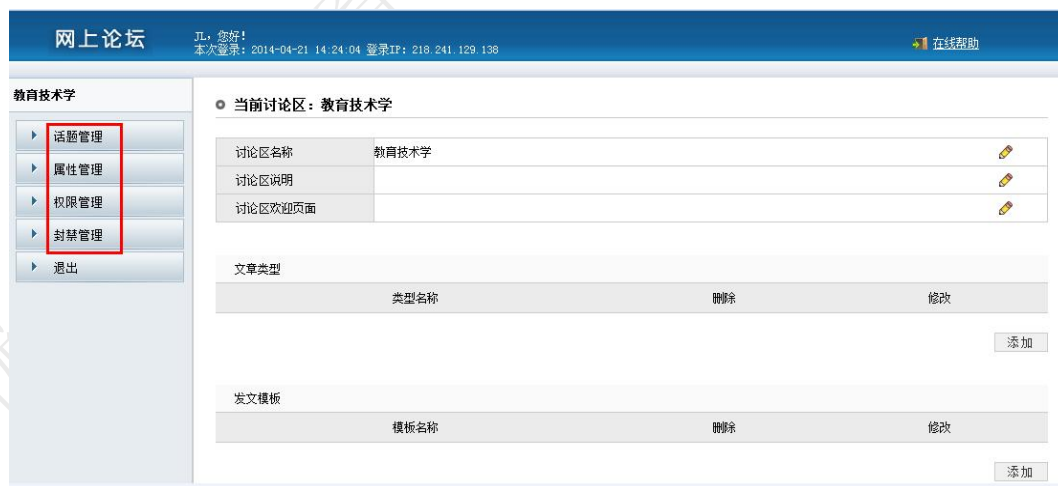 网上论坛
兀，您好!
本次登录: 2014-04-21 14:24:04 登录IP: 218.241.129.138
在线帮助
教育技术学
话题管理
属性管理
权限管理
封禁管理
退出
当前讨论区：教育技术学
讨论区名称 教育技术学
讨论区说明
讨论区欢迎页面
文章类型
类型名称 删除 修改
添加
发文模板
模板名称 删除 修改
添加